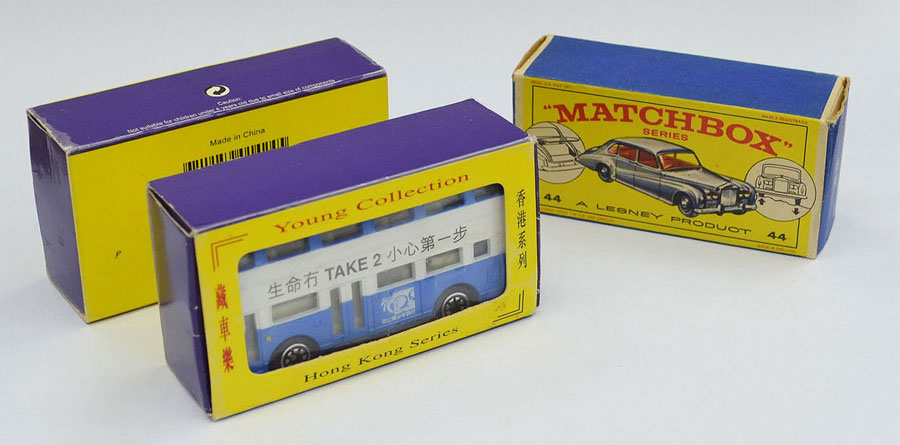 Caution:
Not suitable for children under 6 years old due to small size of components
Made in China
Young Collection
香港系列
生命冇 TAKE 2 小心第一步
藏車樂
Hong Kong Series
"MATCHBOX"
SERIES
44
A LESNEY PRODUCT
44